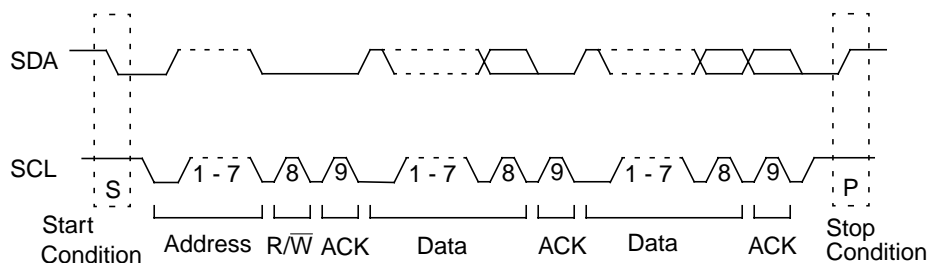 SDA
SCL
S
1 - 7
8
9
1 - 7
8
9
1 - 7
8
9
P
Start
Condition
Address
R/W̅
ACK
Data
ACK
Data
ACK
Stop
Condition